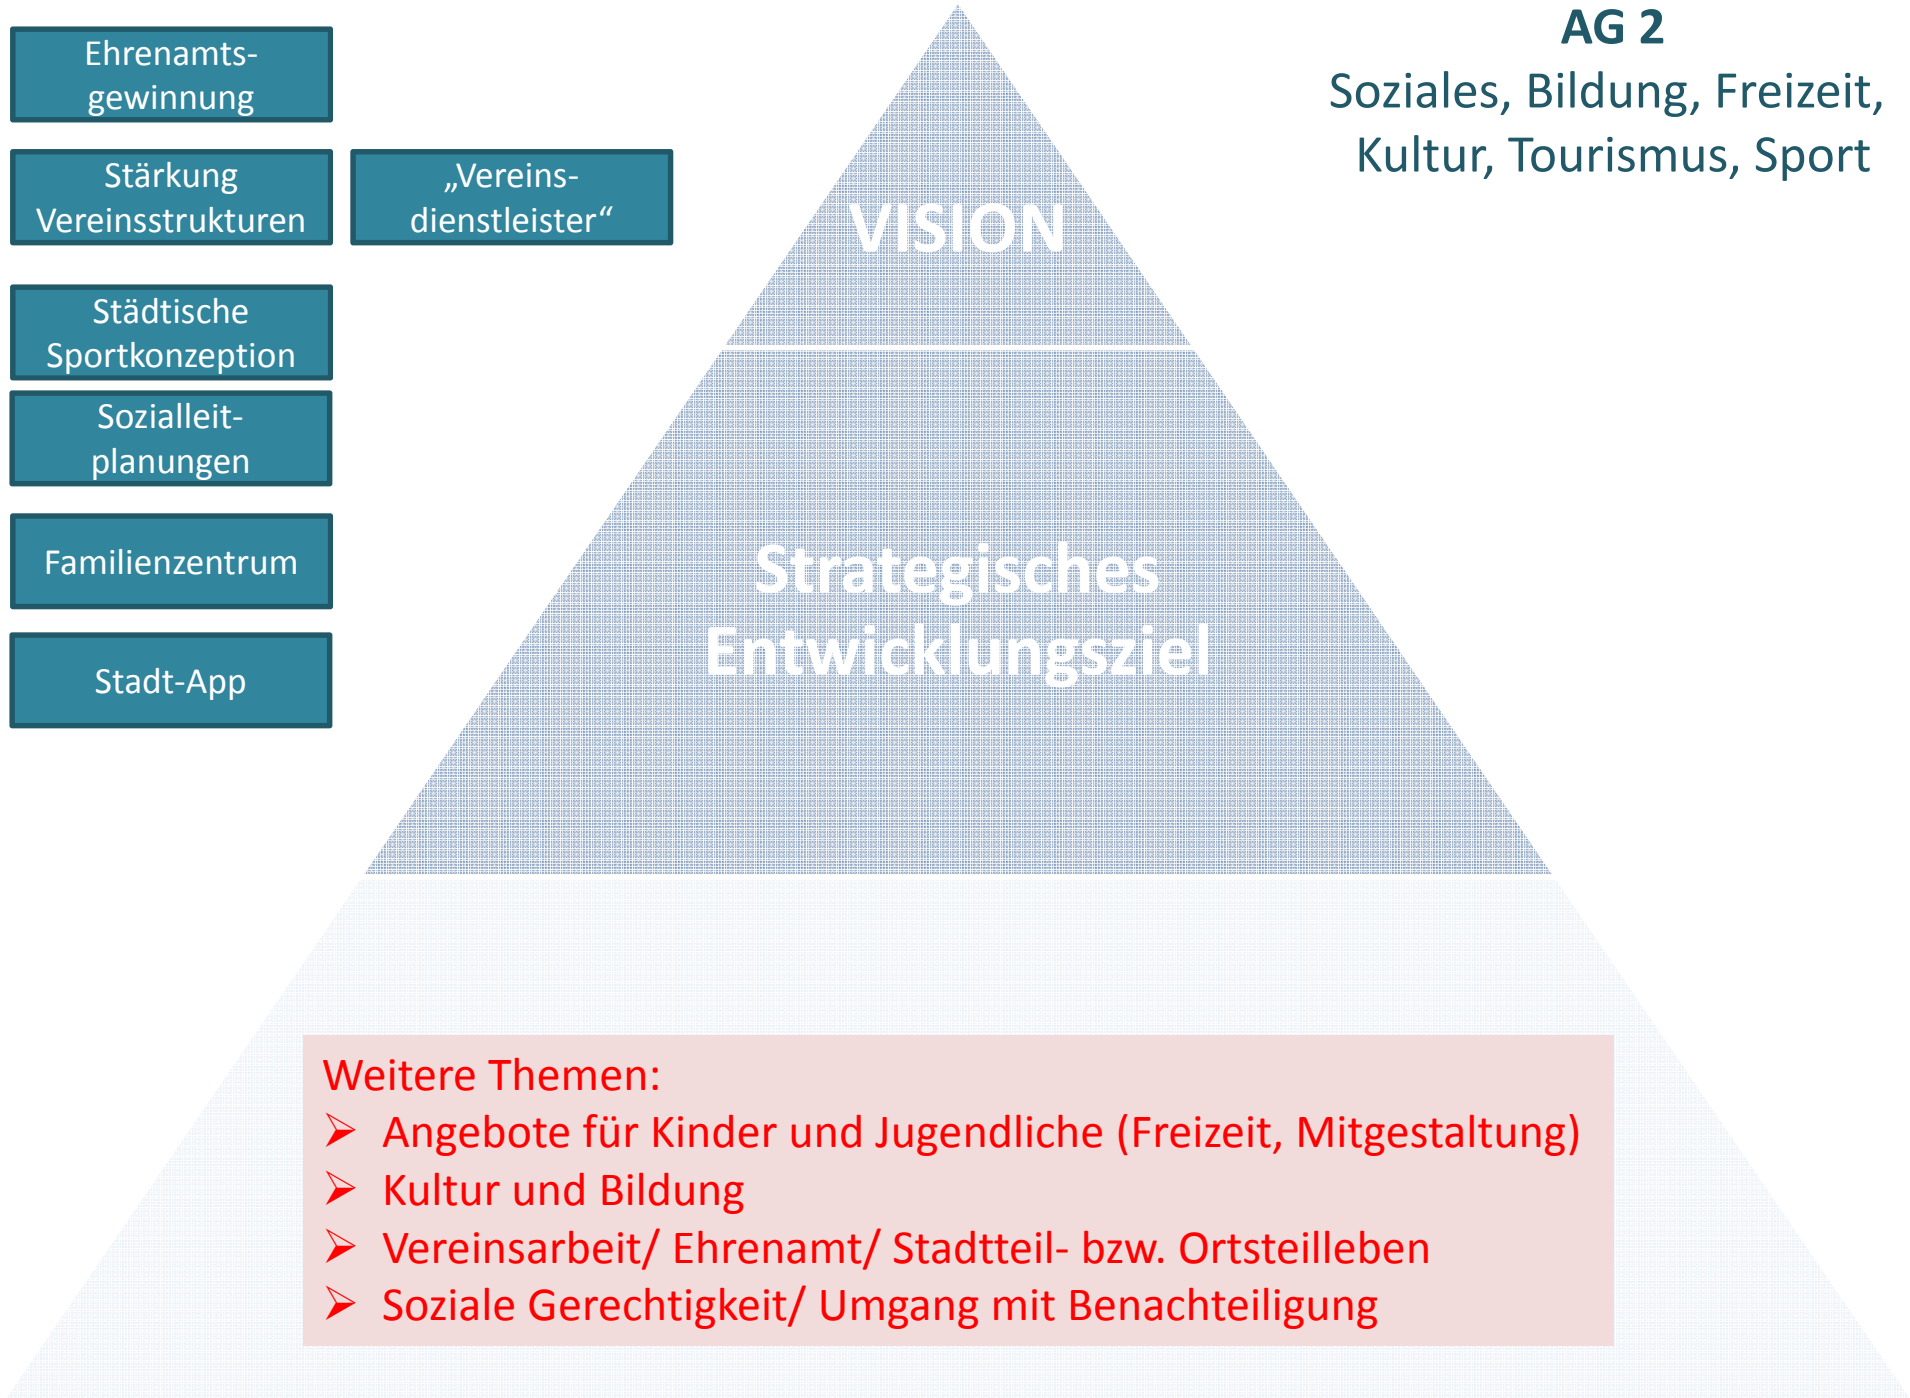 AG 2
Soziales, Bildung, Freizeit,
Kultur, Tourismus, Sport
Ehrenamts-
gewinnung
Stärkung
Vereinsstrukturen
„Vereins-
dienstleister“
Städtische
Sportkonzeption
Sozialleit-
planungen
Familienzentrum
Stadt-App
VISION
Strategisches
Entwicklungsziel
Weitere Themen:
➢ Angebote für Kinder und Jugendliche (Freizeit, Mitgestaltung)
➢ Kultur und Bildung
➢ Vereinsarbeit/ Ehrenamt/ Stadtteil- bzw. Ortsteilleben
➢ Soziale Gerechtigkeit/ Umgang mit Benachteiligung